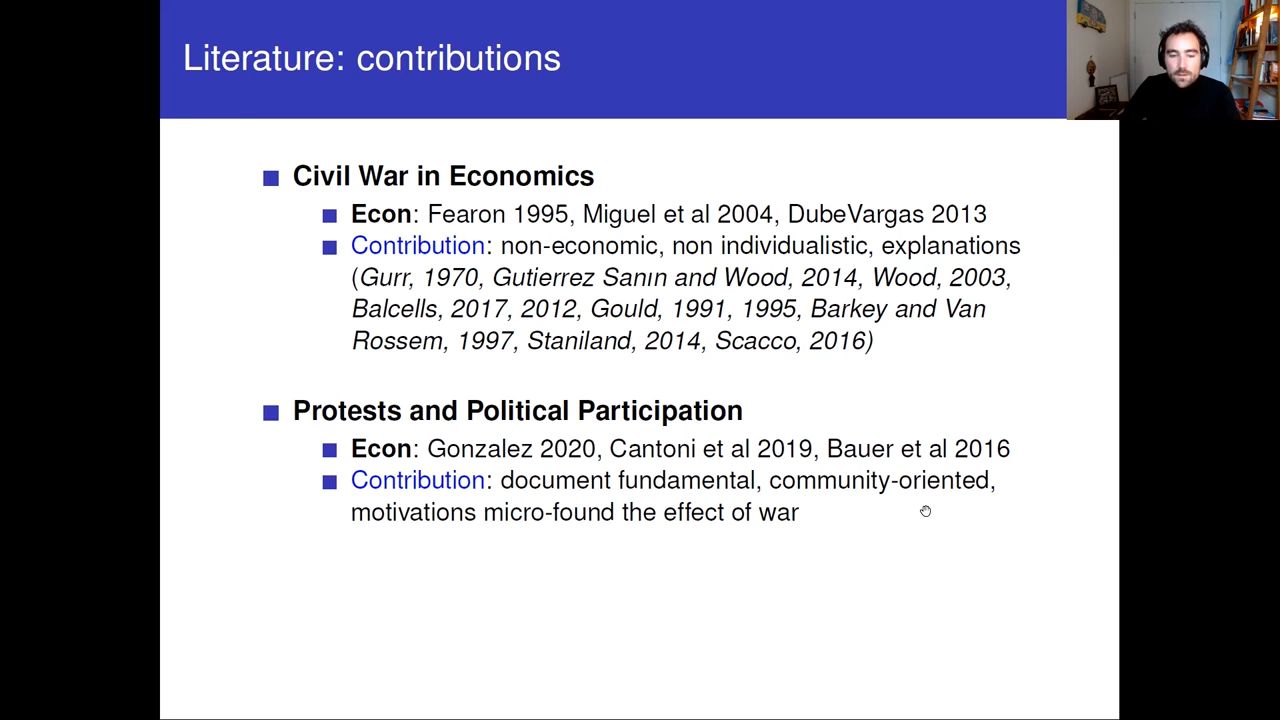 Literature: contributions
Civil War in Economics
Econ: Fearon 1995, Miguel et al 2004, DubeVargas 2013
Contribution: non-economic, non individualistic, explanations
(Gurr, 1970, Gutierrez Sanın and Wood, 2014, Wood, 2003,
Balcells, 2017, 2012, Gould, 1991, 1995, Barkey and Van
Rossem, 1997, Staniland, 2014, Scacco, 2016)
Protests and Political Participation
Econ: Gonzalez 2020, Cantoni et al 2019, Bauer et al 2016
Contribution: document fundamental, community-oriented,
motivations micro-found the effect of war